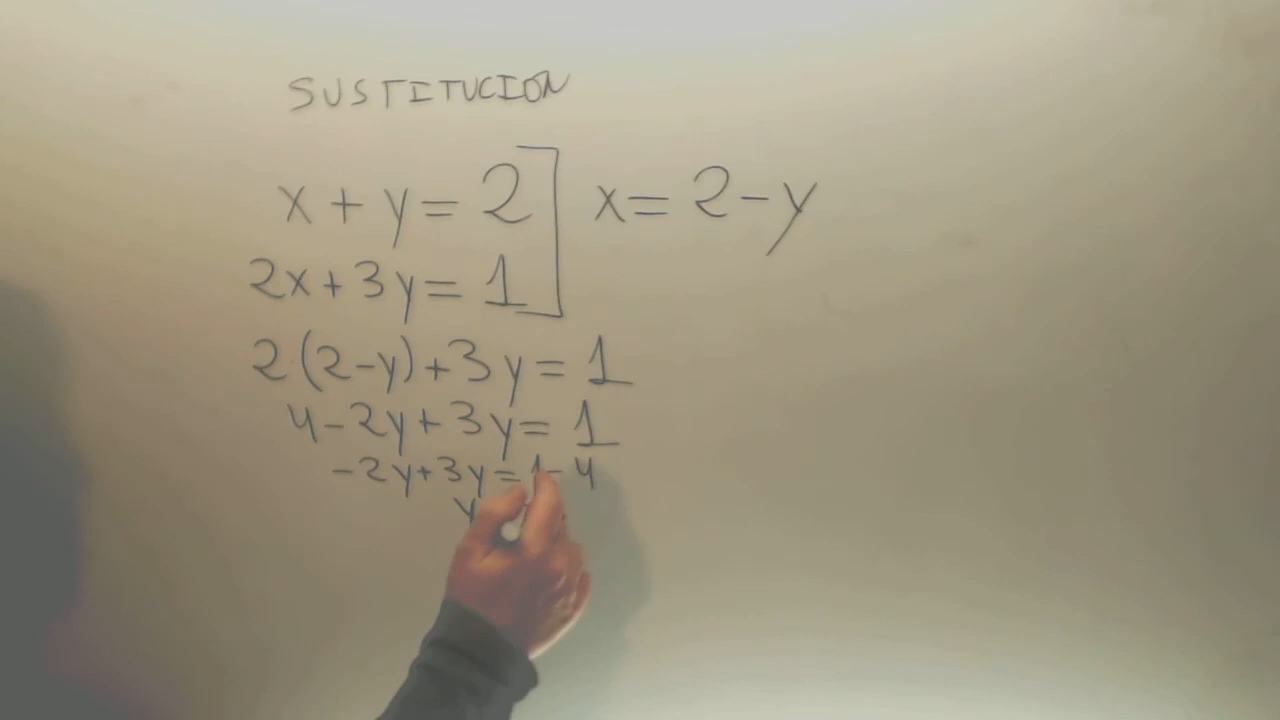 SUSTITUCION
x + y = 2 ] x = 2 - y
2x + 3y = 1
2·(2-y) + 3y = 1
4 - 2y + 3y = 1
-2y + 3y = 1 - 4
y